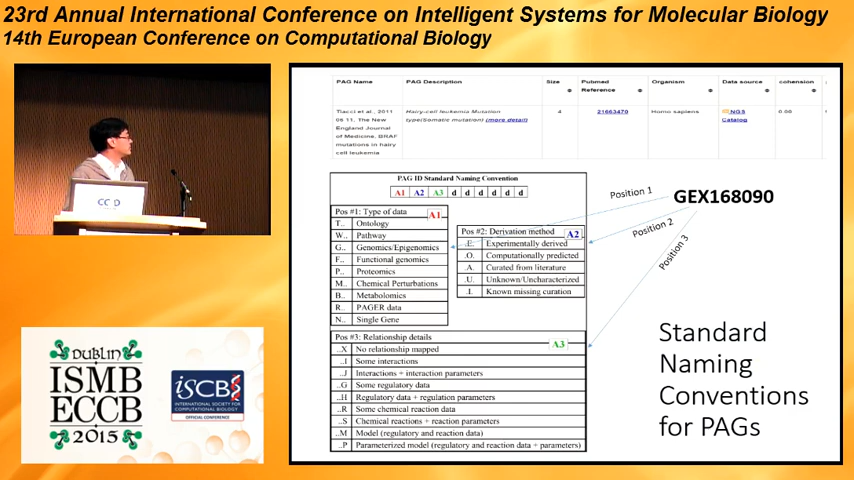 23rd Annual International Conference on Intelligent Systems for Molecular Biology
14th European Conference on Computational Biology
PAG Name
PAG Description
Size
Pubmed
Reference
Organism
Data source
cohension
Tiacci et al., 2011
06 11, The New
England Journal
of Medicine, BRAF
mutations in hairy
cell leukemia
Hairy-cell leukemia Mutation
type(Somatic mutation) (more detail)
4
21663470
Homo sapiens
NGS
Catalog
0.00
PAG ID Standard Naming Convention
A1 A2 A3 d d d d d d
Pos #1: Type of data
A1
T.. Ontology
W.. Pathway
G.. Genomics/Epigenomics
F.. Functional genomics
P.. Proteomics
M.. Chemical Perturbations
B.. Metabolomics
R.. PAGER data
N.. Single Gene
Pos #2: Derivation method
A2
.E. Experimentally derived
.O. Computationally predicted
.A. Curated from literature
.U. Unknown/Uncharacterized
.I. Known missing curation
Pos #3: Relationship details
A3
..X No relationship mapped
..I Some interactions
..J Interactions + interaction parameters
..G Some regulatory data
..H Regulatory data + regulation parameters
..R Some chemical reaction data
..S Chemical reactions + reaction parameters
..M Model (regulatory and reaction data)
..P Parameterized model (regulatory and reaction data + parameters)
Position 1
Position 2
Position 3
GEX168090
Standard
Naming
Conventions
for PAGs
DUBLIN
ISMB
ECCB
2015
ISCB
INTERNATIONAL SOCIETY FOR
COMPUTATIONAL BIOLOGY
OFFICIAL CONFERENCE